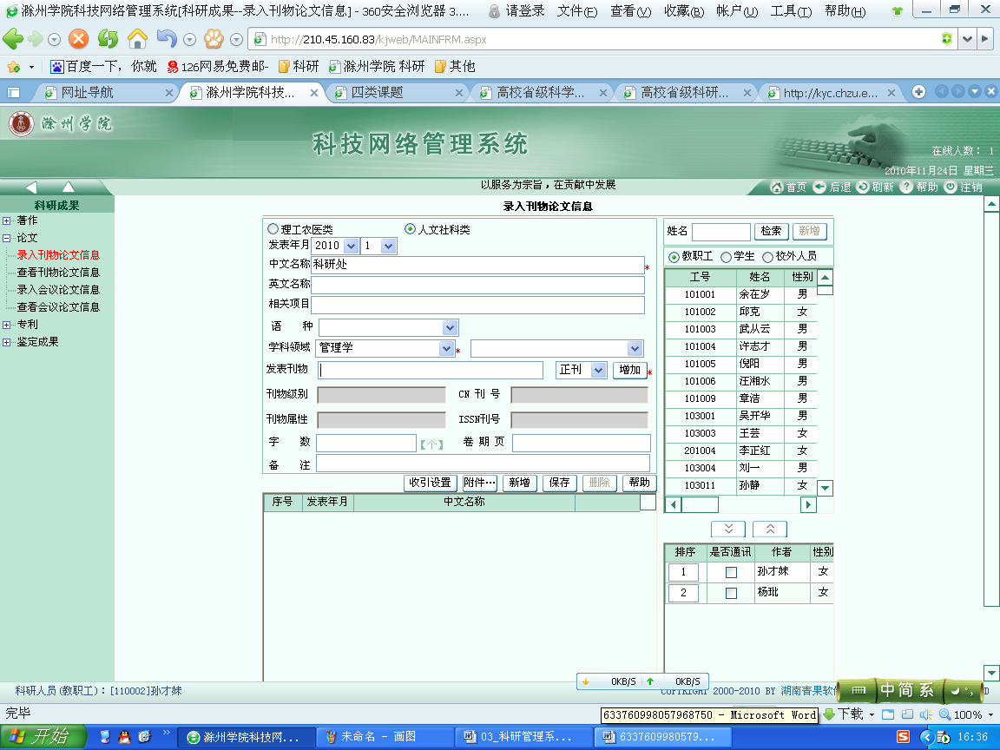 滁州学院科技网络管理系统[科研成果--录入刊物论文信息] - 360安全浏览器 3.... 请登录 文件(F) 查看(V) 收藏(B) 帐户(U) 工具(T) 帮助(H)
http://210.45.160.83/kjweb/MAINFRM.aspx
百度一下，你就 126网易免费邮- 科研 滁州学院 科研 其他
网址导航 滁州学院科技... 四类课题 高校省级科学... 高校省级科研... http://kyc.chzu.e...
滁州学院
科技网络管理系统
在线人数： 1
2010年11月24日 星期三
以服务为宗旨，在贡献中发展
首页 后退 刷新 帮助 注销
科研成果
著作
论文
录入刊物论文信息
查看刊物论文信息
录入会议论文信息
查看会议论文信息
专利
鉴定成果
录入刊物论文信息
理工农医类 人文社科类
发表年月 2010 1
中文名称 科研处 *
英文名称
相关项目
语 种
学科领域 管理学 *
发表刊物 正刊 增加 *
刊物级别 CN 刊 号
刊物属性 ISSN刊号
字 数 【个】 卷 期 页
备 注
收引设置 附件… 新增 保存 删除 帮助
序号 发表年月 中文名称
姓名 检索 新增
教职工 学生 校外人员
工号 姓名 性别
101001 余在岁 男
101002 邱克 女
101003 武从云 男
101004 许志才 男
101005 倪阳 男
101006 汪湘水 男
101009 章浩 男
103001 吴开华 男
103003 王芸 女
201004 李正红 女
103004 刘一 男
103011 孙静 女
排序 是否通讯 作者 性别
1 孙才妹 女
2 杨玭 女
0KB/S 0KB/S
科研人员(教职工)：[110002]孙才妹
COPYRIGHT 2000-2010 BY 湖南青果软件
中 简 系
D
完毕
633760998057968750 - Microsoft Word
下载 100%
开始 滁州学院科技网... 未命名 - 画图 03_科研管理系... 6337609980579... 16:36